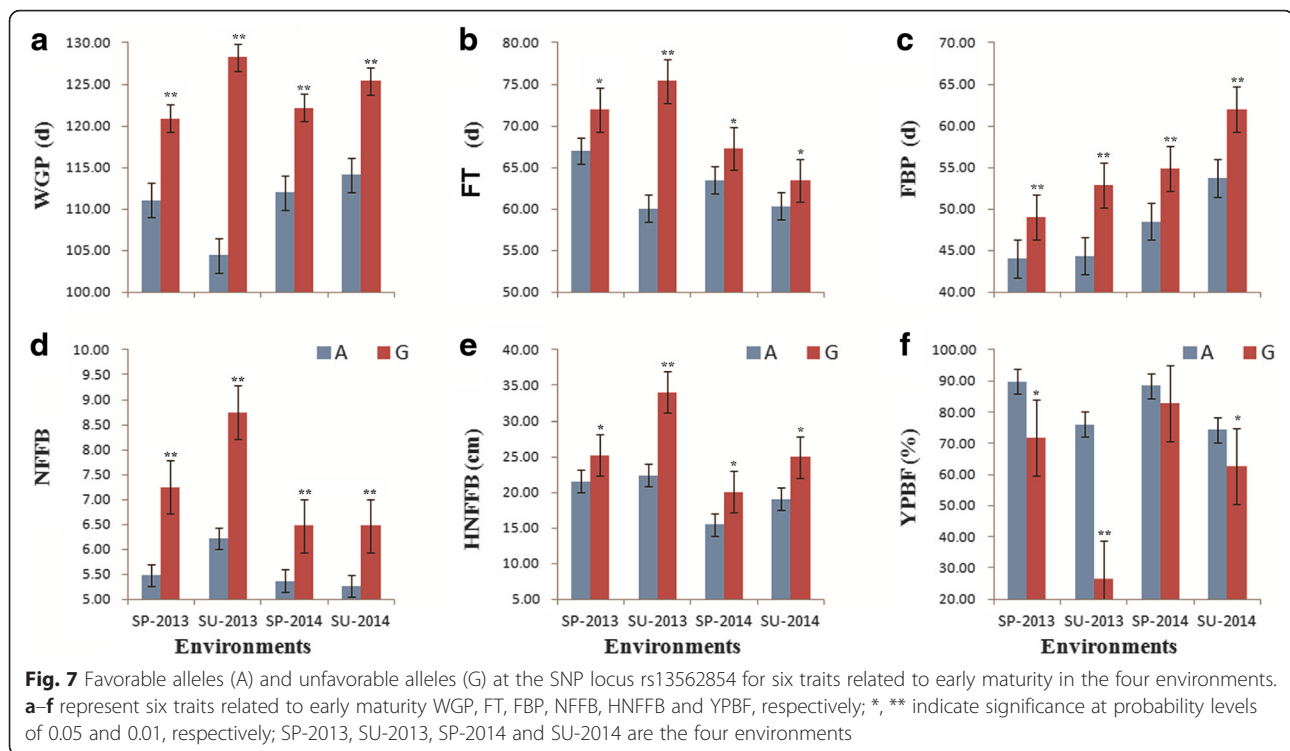 a
WGP (d)
130.00
125.00
120.00
115.00
110.00
105.00
100.00
** ** ** **
b
FT (d)
80.00
75.00
70.00
65.00
60.00
55.00
50.00
* ** * *
c
FBP (d)
70.00
65.00
60.00
55.00
50.00
45.00
40.00
** ** ** **
d
NFFB
10.00
9.50
9.00
8.50
8.00
7.50
7.00
6.50
6.00
5.50
5.00
A G
** ** ** **
SP-2013 SU-2013 SP-2014 SU-2014
Environments
e
HNFFB (cm)
40.00
35.00
30.00
25.00
20.00
15.00
10.00
5.00
A G
* ** * *
SP-2013 SU-2013 SP-2014 SU-2014
Environments
f
YPBF (%)
100.00
90.00
80.00
70.00
60.00
50.00
40.00
30.00
20.00
A G
* ** *
SP-2013 SU-2013 SP-2014 SU-2014
Environments
Fig. 7 Favorable alleles (A) and unfavorable alleles (G) at the SNP locus rs13562854 for six traits related to early maturity in the four environments.
a–f represent six traits related to early maturity WGP, FT, FBP, NFFB, HNFFB and YPBF, respectively; *, ** indicate significance at probability levels
of 0.05 and 0.01, respectively; SP-2013, SU-2013, SP-2014 and SU-2014 are the four environments